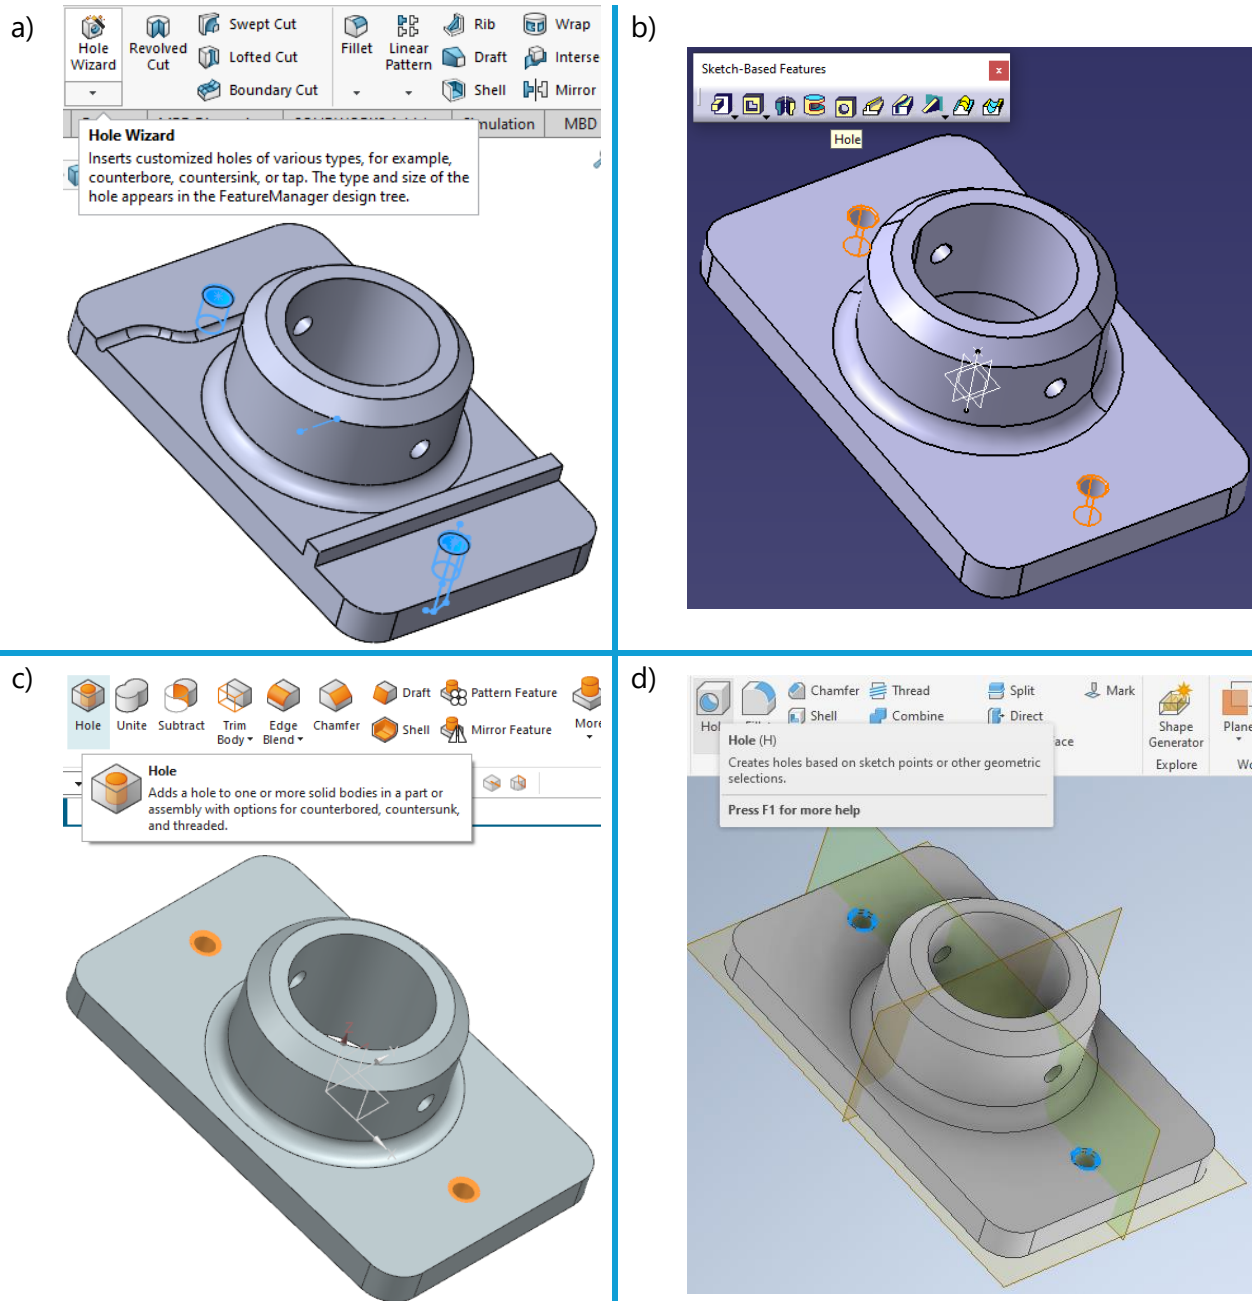 a)
Hole Wizard
Revolved Cut
Swept Cut
Lofted Cut
Boundary Cut
Fillet
Linear Pattern
Rib
Draft
Shell
Wrap
Interse
Mirror
MBD
Hole Wizard
Inserts customized holes of various types, for example,
counterbore, countersink, or tap. The type and size of the
hole appears in the FeatureManager design tree.
b)
Sketch-Based Features
x
Hole
c)
Hole
Unite
Subtract
Trim Body
Edge Blend
Chamfer
Draft
Shell
Pattern Feature
Mirror Feature
More
Hole
Adds a hole to one or more solid bodies in a part or
assembly with options for counterbored, countersunk,
and threaded.
d)
Chamfer
Shell
Thread
Combine
Split
Direct
Mark
Shape Generator
Explore
Plane
Hole (H)
Creates holes based on sketch points or other geometric
selections.
Press F1 for more help